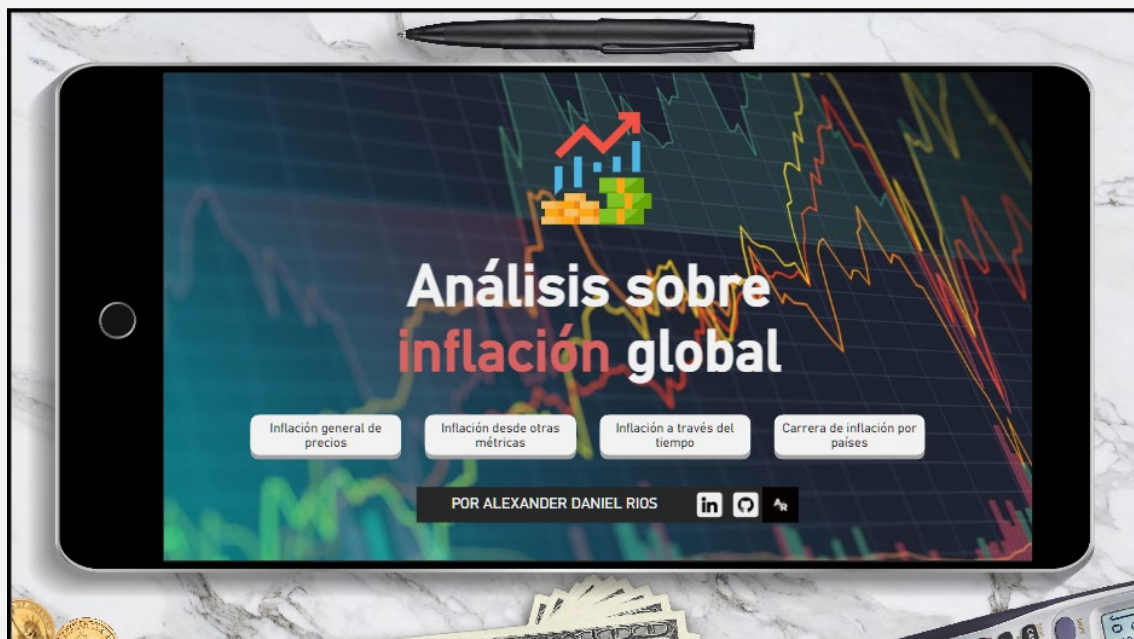 Análisis sobre
inflación global
Inflación general de
precios
Inflación desde otras
métricas
Inflación a través del
tiempo
Carrera de inflación por
países
POR ALEXANDER DANIEL RIOS
in
AR